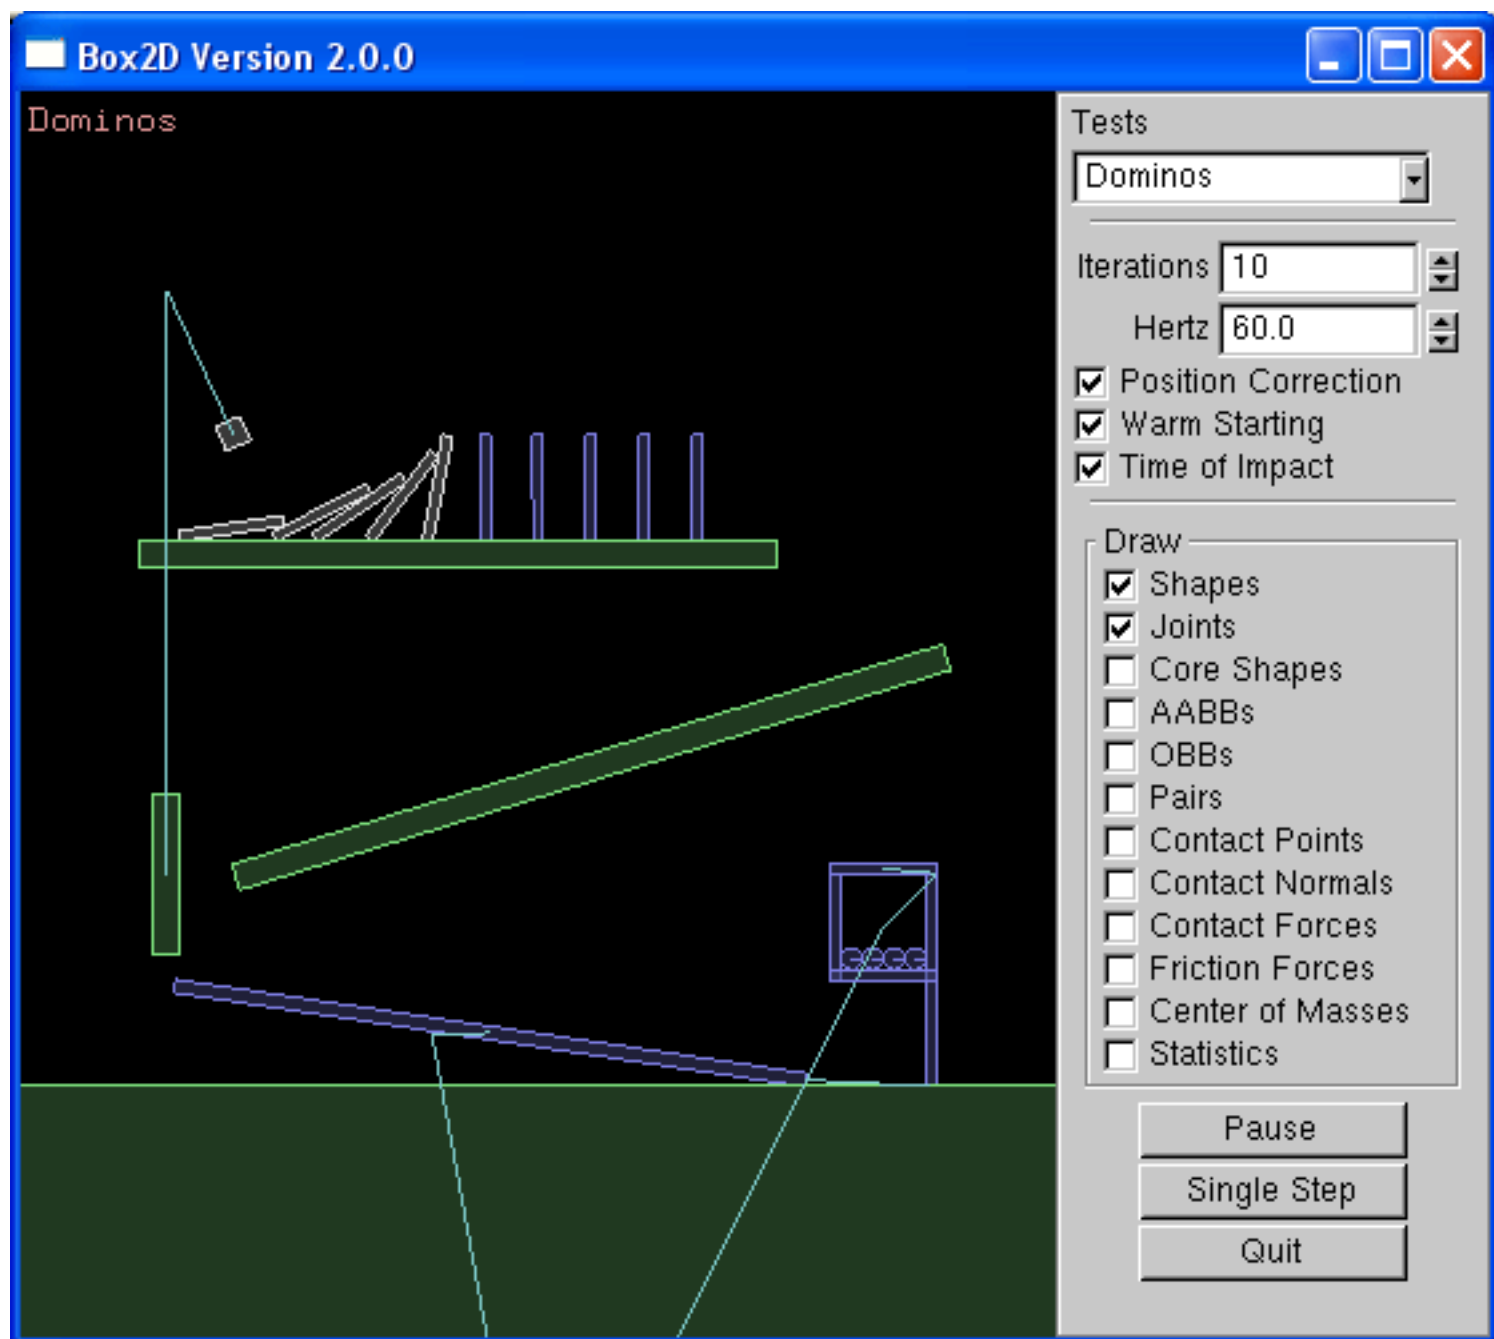 Box2D Version 2.0.0
Dominos
Tests
Dominos
Iterations 10
Hertz 60.0
Position Correction
Warm Starting
Time of Impact
Draw
Shapes
Joints
Core Shapes
AABBs
OBBs
Pairs
Contact Points
Contact Normals
Contact Forces
Friction Forces
Center of Masses
Statistics
Pause
Single Step
Quit